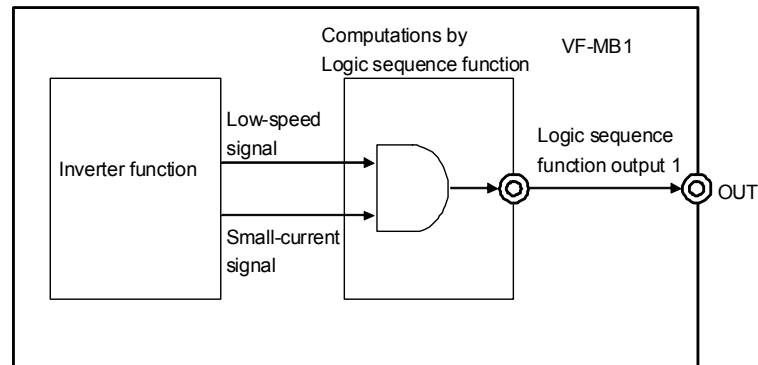 Computations by
Logic sequence function
VF-MB1
Inverter function
Low-speed
signal
Small-current
signal
Logic sequence
function output 1
OUT